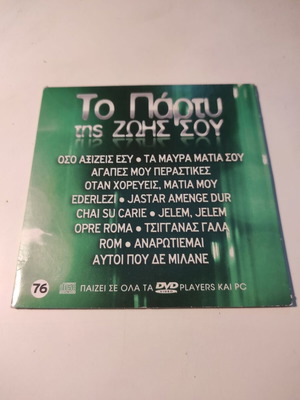 Το Πάρτυ
της ΖΩΗΣ ΣΟΥ
ΟΣΟ ΑΞΙΖΕΙΣ ΕΣΥ • ΤΑ ΜΑΥΡΑ ΜΑΤΙΑ ΣΟΥ
ΑΓΑΠΕΣ ΜΟΥ ΠΕΡΑΣΤΙΚΕΣ
ΟΤΑΝ ΧΟΡΕΥΕΙΣ, ΜΑΤΙΑ ΜΟΥ
EDERLEZI • JASTAR AMENGE DUR
CHAI SU CARIE • JELEM, JELEM
OPRE ROMA • ΤΣΙΓΓΑΝΑΣ ΓΑΛΑ
ROM • ΑΝΑΡΩΤΙΕΜΑΙ
ΑΥΤΟΙ ΠΟΥ ΔΕ ΜΙΛΑΝΕ
76 ΠΑΙΖΕΙ ΣΕ ΟΛΑ ΤΑ DVD PLAYERS ΚΑΙ PC